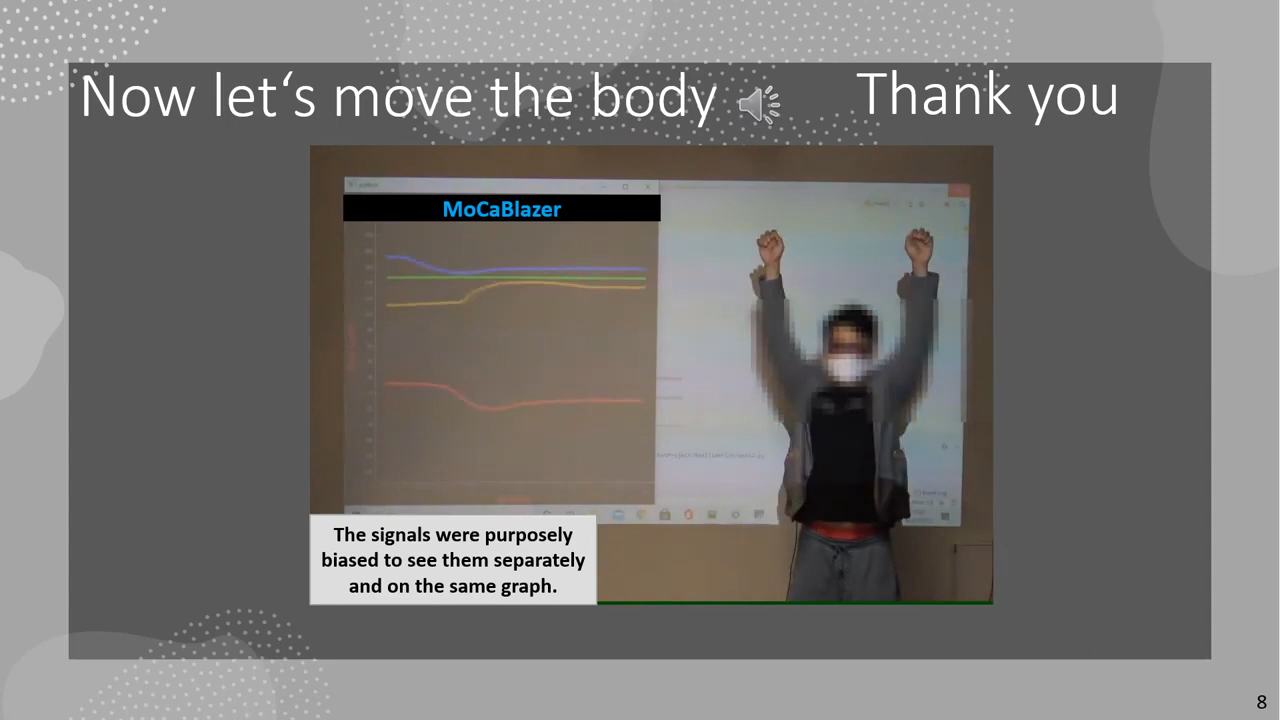 Now let‘s move the body
Thank you
MoCaBlazer
The signals were purposely
biased to see them separately
and on the same graph.
8